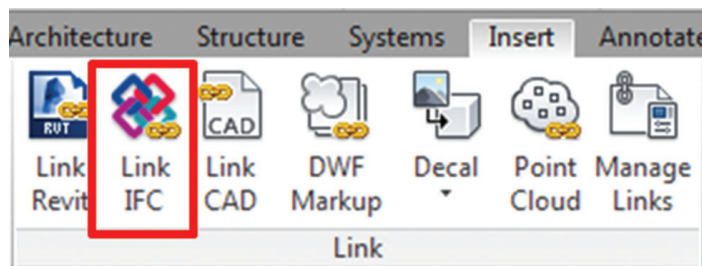 Architecture Structure Systems Insert Annotate
RVT CAD
Link Link Link DWF Decal Point Manage
Revit IFC CAD Markup Cloud Links
Link